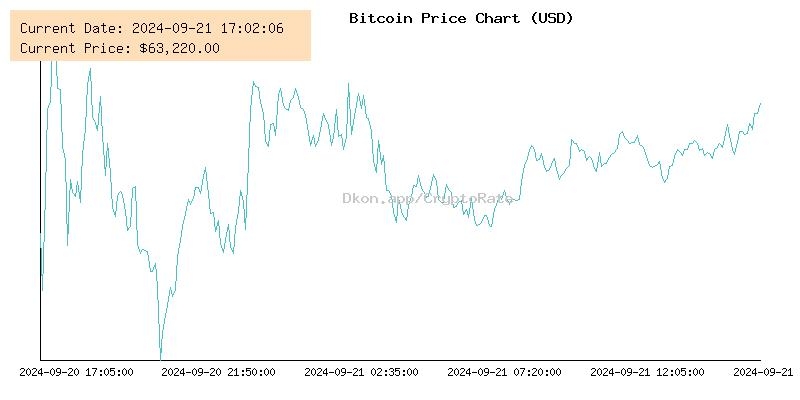 Bitcoin Price Chart (USD)
Current Date: 2024-09-21 17:02:06
Current Price: $63,220.00
Dkon.app/CryptoRate
2024-09-20 17:05:00 2024-09-20 21:50:00 2024-09-21 02:35:00 2024-09-21 07:20:00 2024-09-21 12:05:00 2024-09-21